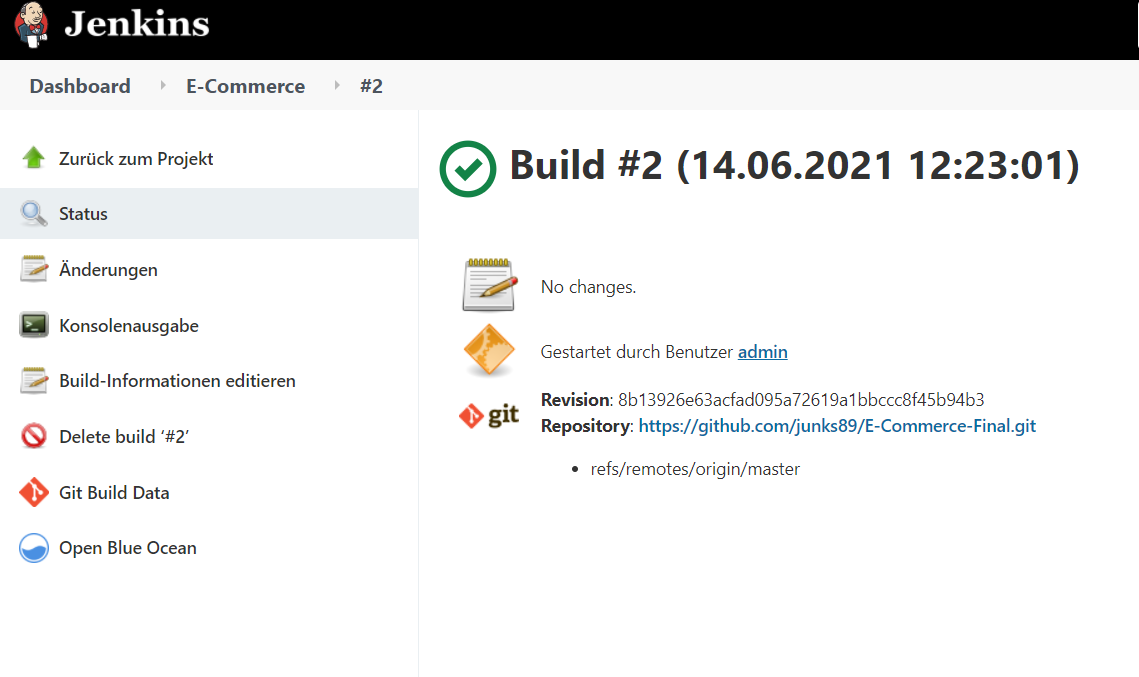 Jenkins
Dashboard E-Commerce #2
Zurück zum Projekt
Status
Änderungen
Konsolenausgabe
Build-Informationen editieren
Delete build ‘#2’
Git Build Data
Open Blue Ocean
Build #2 (14.06.2021 12:23:01)
No changes.
Gestartet durch Benutzer admin
git
Revision: 8b13926e63acfad095a72619a1bbccc8f45b94b3
Repository: https://github.com/junks89/E-Commerce-Final.git
• refs/remotes/origin/master